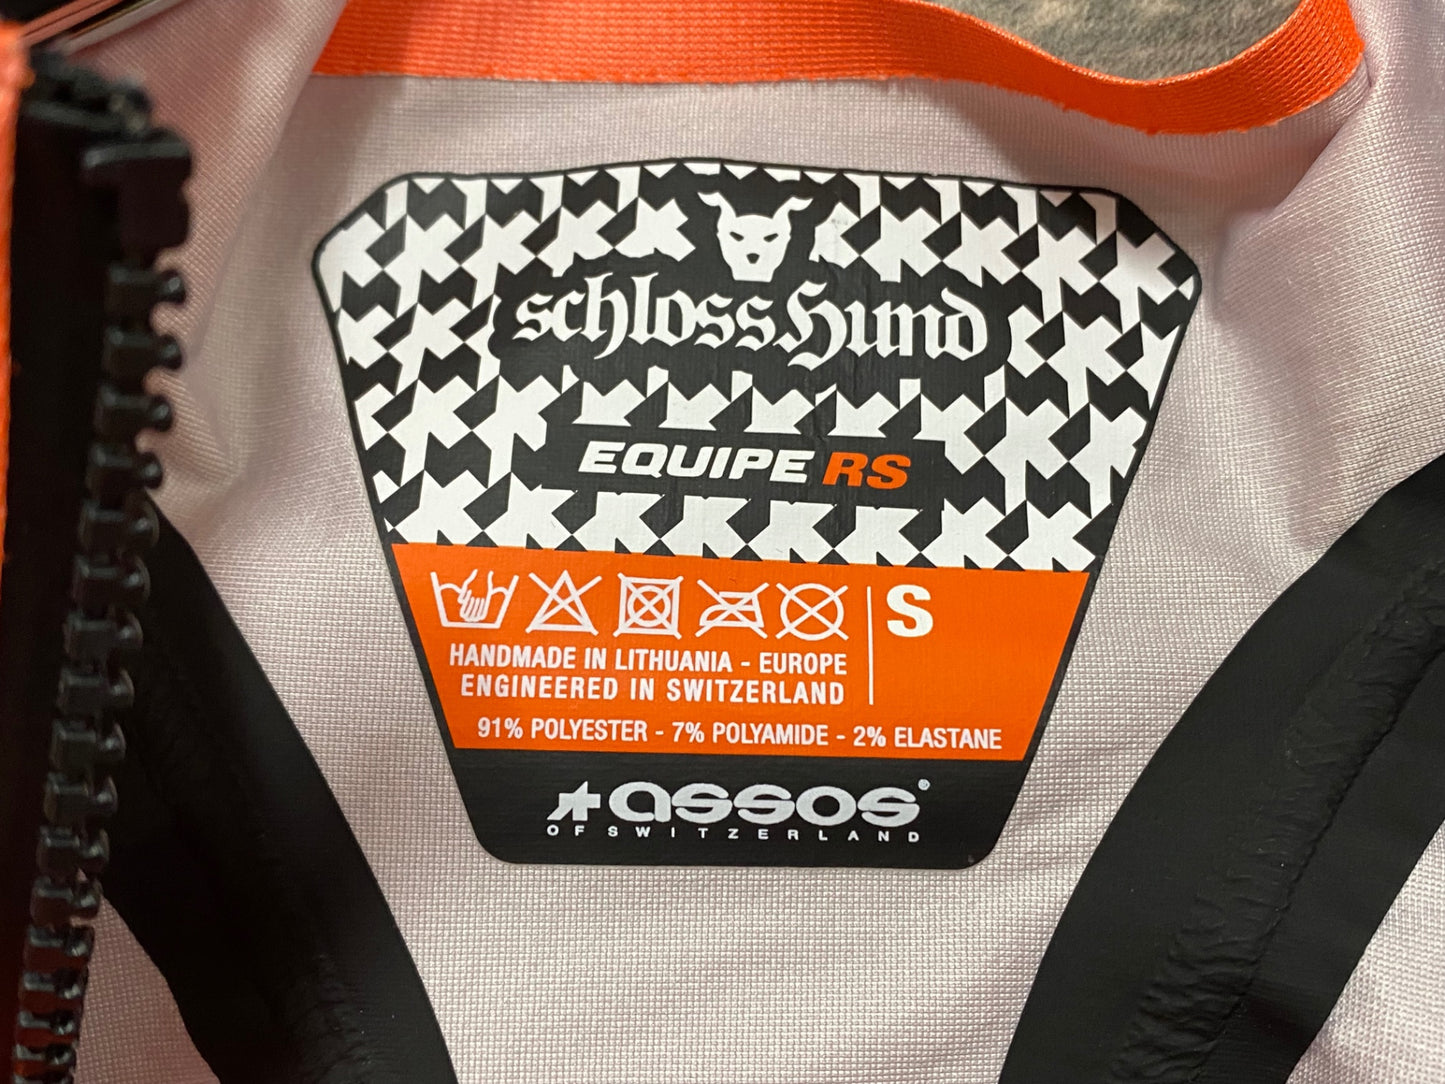 schlosshund
EQUIPE RS
S
HANDMADE IN LITHUANIA - EUROPE
ENGINEERED IN SWITZERLAND
91% POLYESTER - 7% POLYAMIDE - 2% ELASTANE
assos®
OF SWITZERLAND